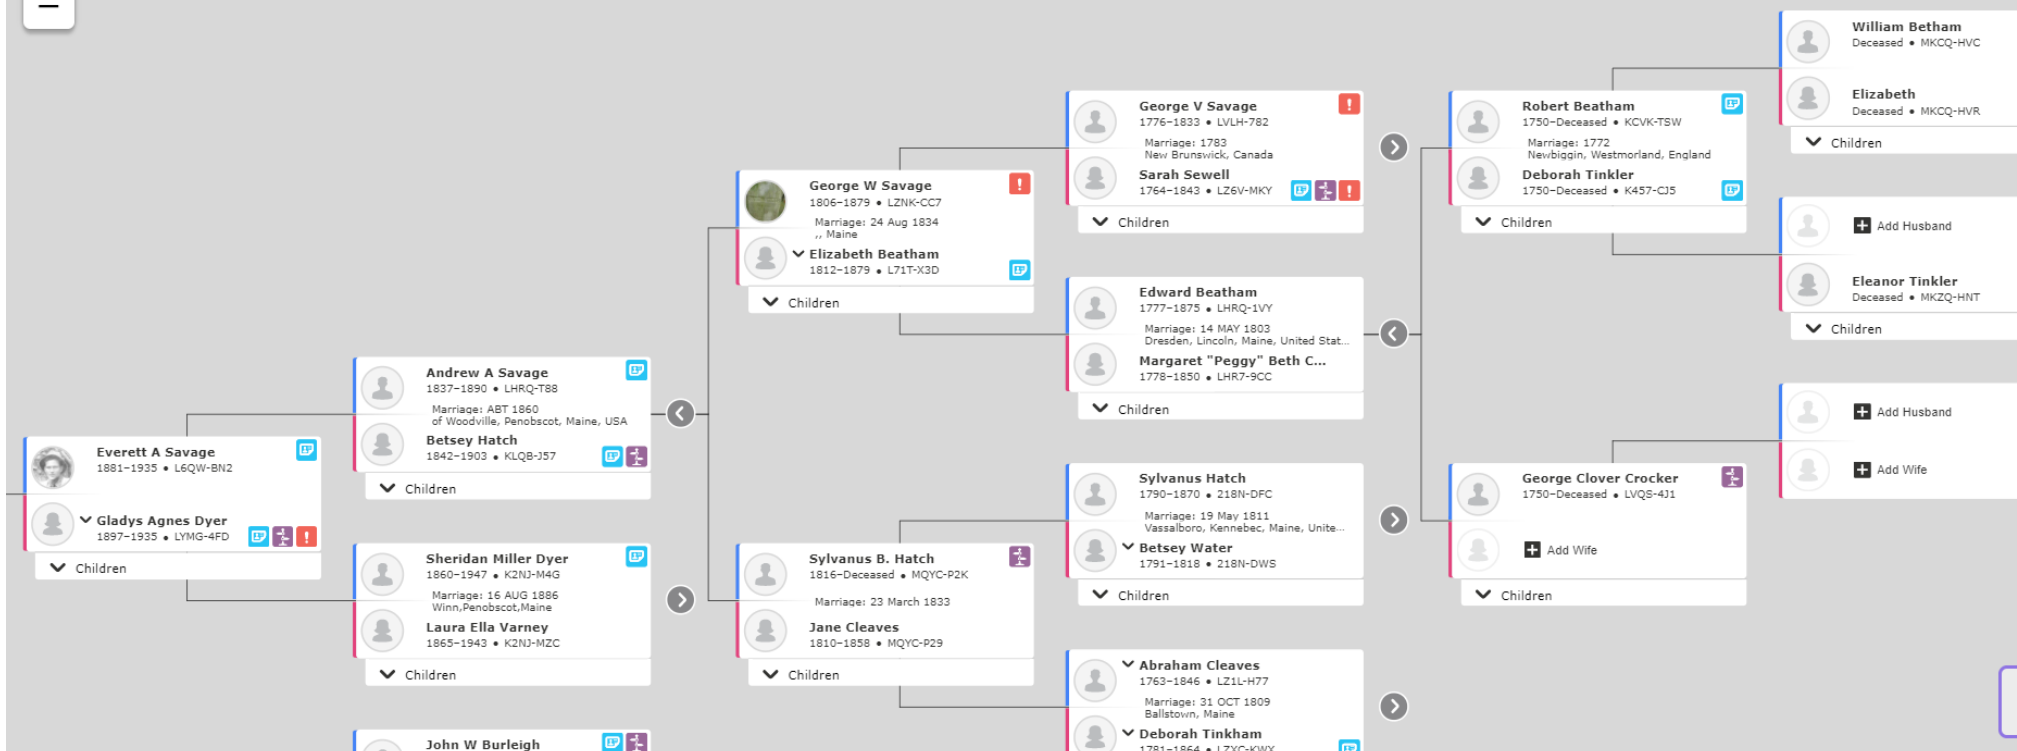 Everett A Savage
1881–1935 • L6QW-BN2
Gladys Agnes Dyer
1897–1935 • LYMG-4FD
Children
Andrew A Savage
1837–1890 • LHRQ-T88
Marriage: ABT 1860
of Woodville, Penobscot, Maine, USA
Betsey Hatch
1842–1903 • KLQB-J57
Children
Sheridan Miller Dyer
1860–1947 • K2NJ-M4G
Marriage: 16 AUG 1886
Winn,Penobscot,Maine
Laura Ella Varney
1865–1943 • K2NJ-MZC
Children
John W Burleigh
George W Savage
1806–1879 • LZNK-CC7
Marriage: 24 Aug 1834
,, Maine
Elizabeth Beatham
1812–1879 • L71T-X3D
Children
Sylvanus B. Hatch
1816–Deceased • MQYC-P2K
Marriage: 23 March 1833
Jane Cleaves
1810–1858 • MQYC-P29
Children
George V Savage
1776–1833 • LVLH-782
Marriage: 1783
New Brunswick, Canada
Sarah Sewell
1764–1843 • LZ6V-MKY
Children
Edward Beatham
1777–1875 • LHRQ-1VY
Marriage: 14 MAY 1803
Dresden, Lincoln, Maine, United Stat...
Margaret "Peggy" Beth C...
1778–1850 • LHR7-9CC
Children
Sylvanus Hatch
1790–1870 • 218N-DFC
Marriage: 19 May 1811
Vassalboro, Kennebec, Maine, Unite...
Betsey Water
1791–1818 • 218N-DWS
Children
Abraham Cleaves
1763–1846 • LZ1L-H77
Marriage: 31 OCT 1809
Ballstown, Maine
Deborah Tinkham
1781–1864 • LZXC-KWX
Robert Beatham
1750–Deceased • KCVK-TSW
Marriage: 1772
Newbiggin, Westmorland, England
Deborah Tinkler
1750–Deceased • K457-CJ5
Children
George Clover Crocker
1750–Deceased • LVQS-4J1
Add Wife
Children
William Betham
Deceased • MKCQ-HVC
Elizabeth
Deceased • MKCQ-HVR
Children
Add Husband
Eleanor Tinkler
Deceased • MKZQ-HNT
Children
Add Husband
Add Wife